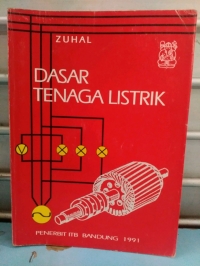 ZUHAL
DASAR
TENAGA LISTRIK
V
PENERBIT ITB BANDUNG 1991